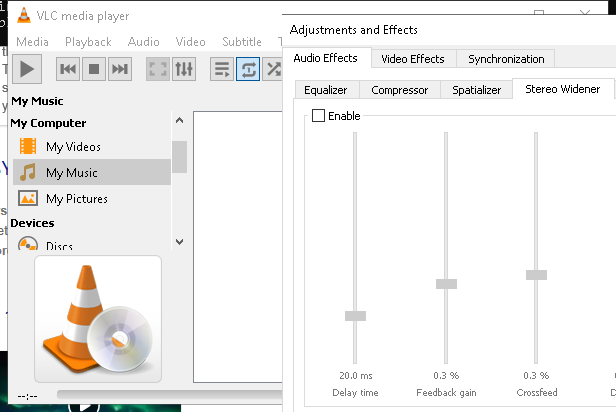 VLC media player
Media Playback Audio Video Subtitle T
My Music
My Computer
My Videos
My Music
My Pictures
Devices
Discs
--:--
Adjustments and Effects
Audio Effects Video Effects Synchronization
Equalizer Compressor Spatializer Stereo Widener
Enable
20.0 ms 0.3 % 0.3 %
Delay time Feedback gain Crossfeed D